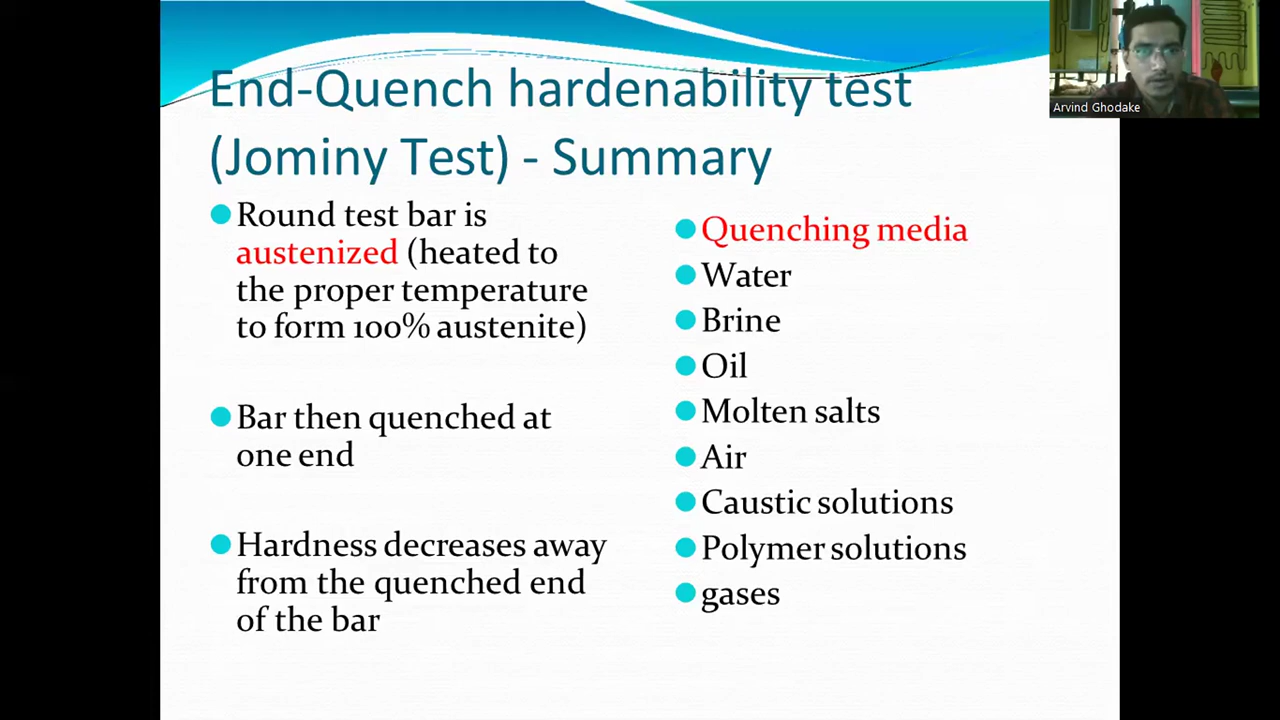 End-Quench hardenability test
(Jominy Test) - Summary
Round test bar is
austenized (heated to
the proper temperature
to form 100% austenite)
Bar then quenched at
one end
Hardness decreases away
from the quenched end
of the bar
Quenching media
Water
Brine
Oil
Molten salts
Air
Caustic solutions
Polymer solutions
gases
Arvind Ghodake